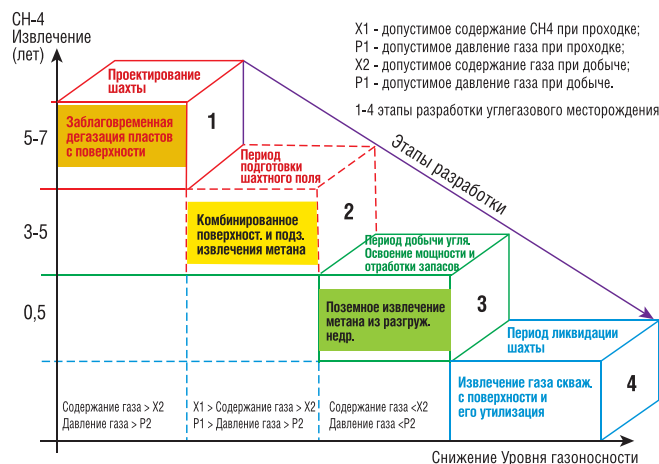 СН-4
Извлечение
(лет)
X1 - допустимое содержание СН4 при проходке;
P1 - допустимое давление газа при проходке;
X2 - допустимое содержание газа при добыче;
P1 - допустимое давление газа при добыче.
1-4 этапы разработки углегазового месторождения
Этапы разработки
Проектирование
шахты
5-7
Заблаговременная
дегазация пластов
с поверхности
1
Период
подготовки
шахтного поля
3-5
Комбинированное
поверхност. и подз.
извлечения метана
2
Период добычи угля.
Освоение мощности и
отработки запасов
0,5
Поземное извлечение
метана из разгруж.
недр.
3
Период ликвидации
шахты
Извлечение газа скваж.
с поверхности и
его утилизация
4
Содержание газа > X2
Давление газа > P2
X1 > Содержание газа > X2
P1 > Давление газа > P2
Содержание газа <X2
Давление газа <P2
Снижение Уровня газоносности